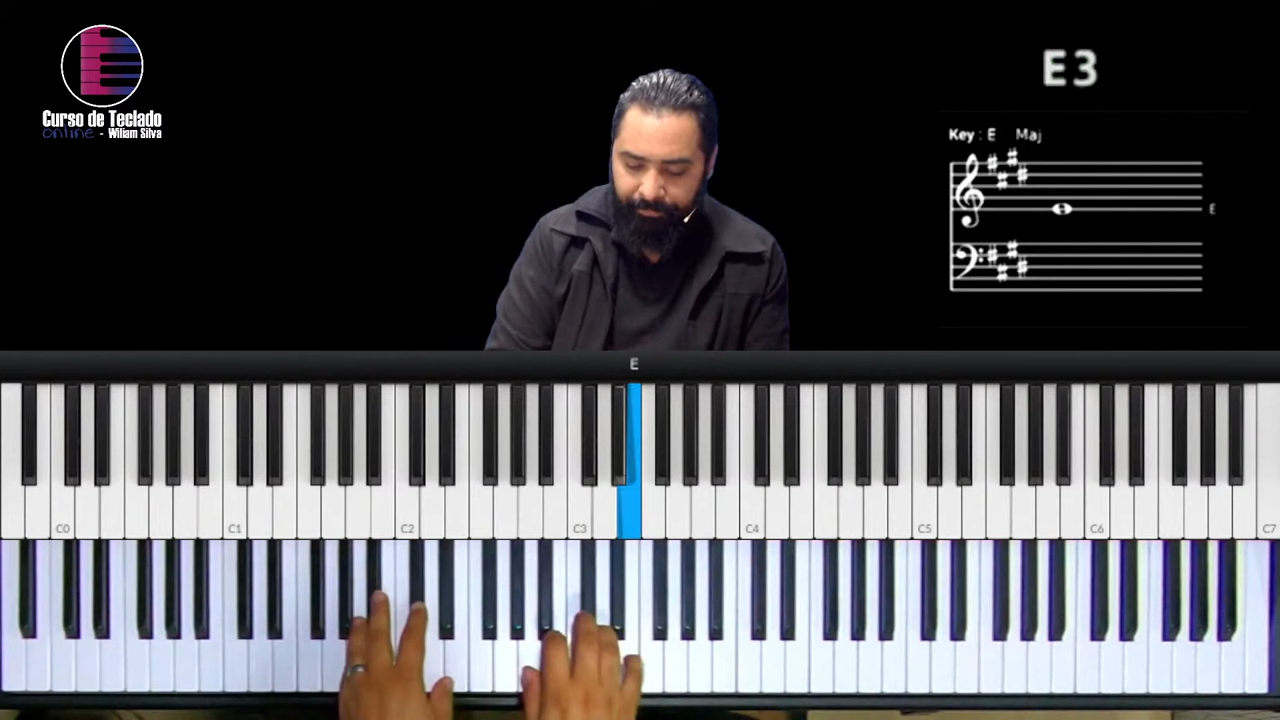 Curso de Teclado
online - Wiliam Silva
E3
Key : E Maj
E
E
C0 C1 C2 C3 C4 C5 C6 C7